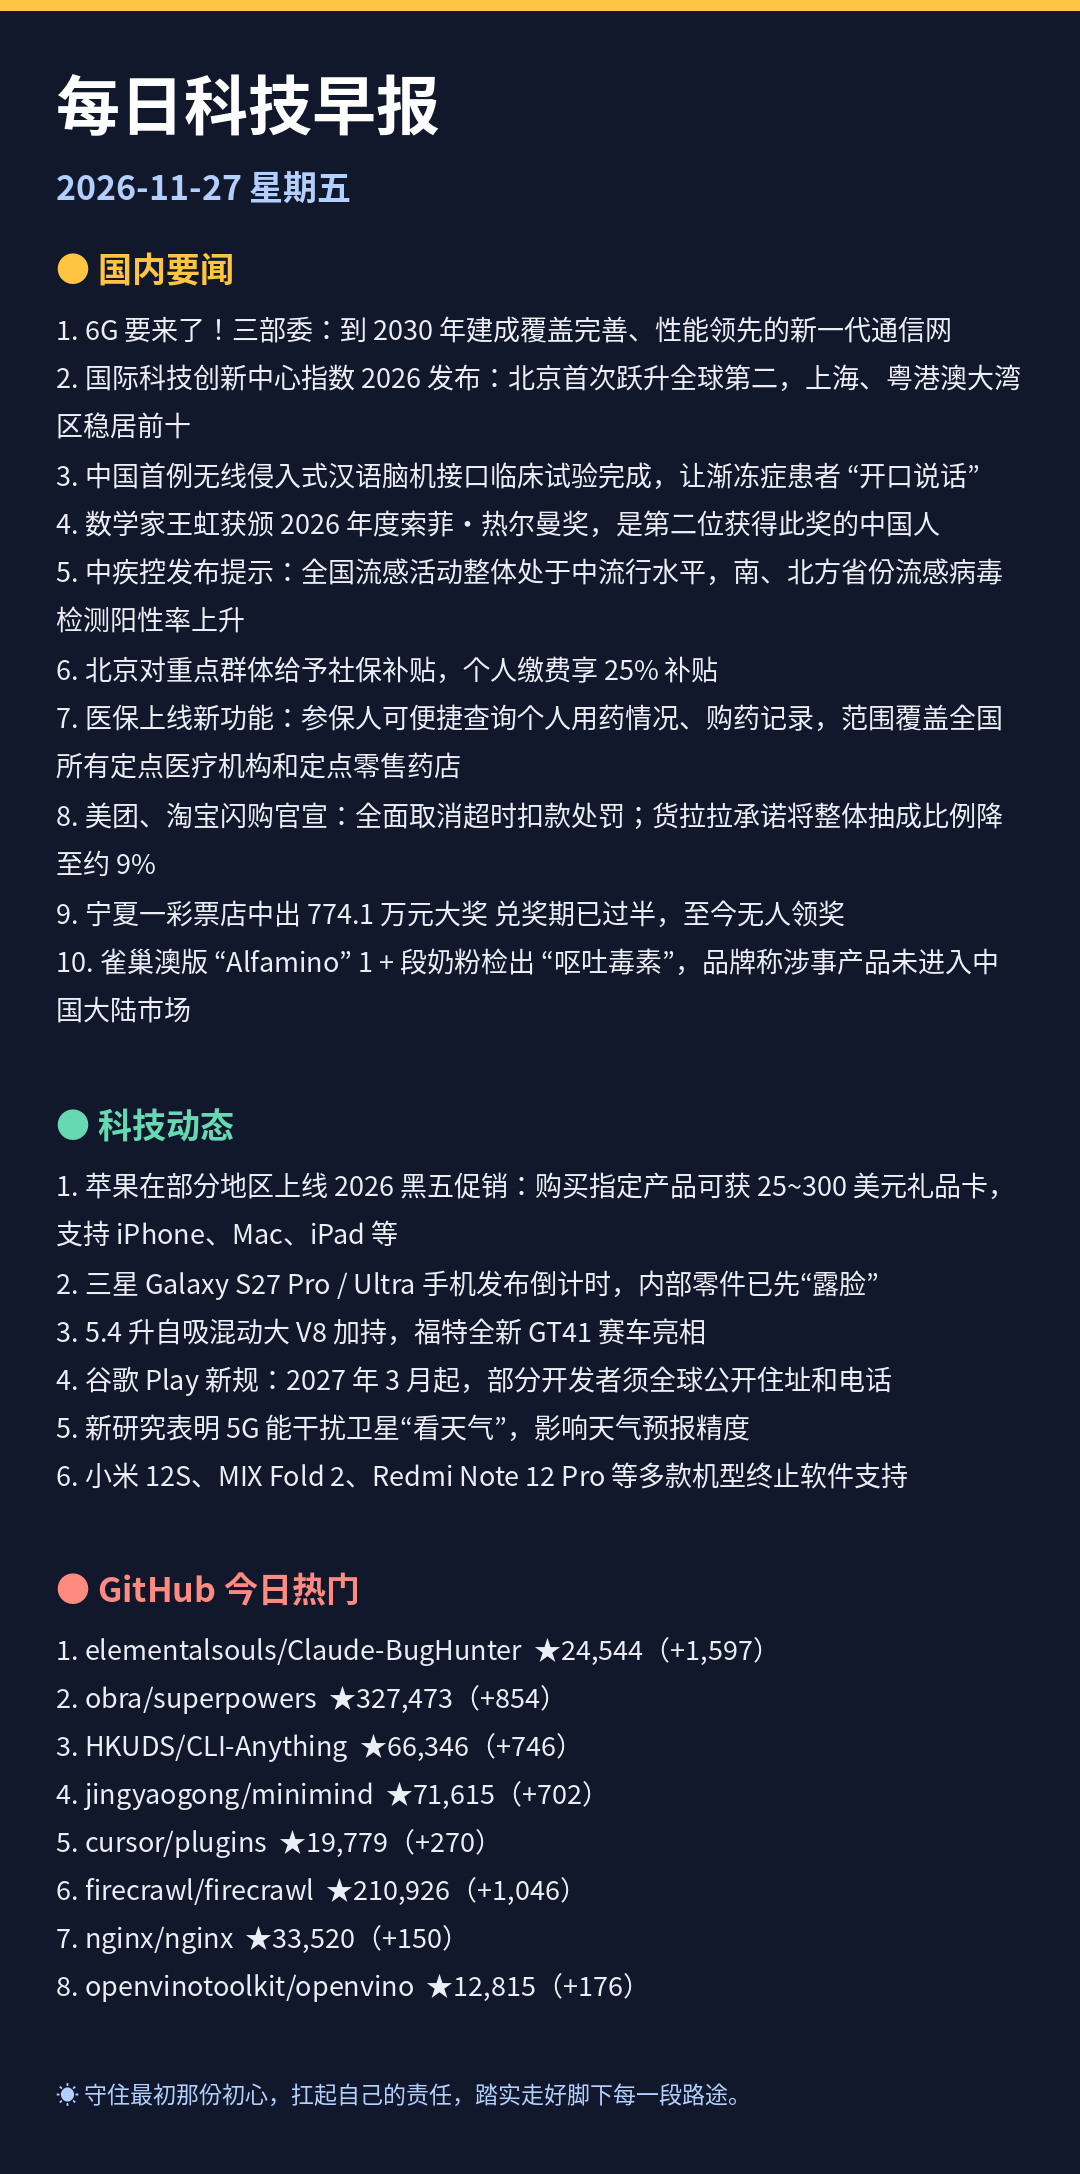 每日科技早报
2026-11-27 星期五
● 国内要闻
1. 6G 要来了！三部委：到 2030 年建成覆盖完善、性能领先的新一代通信网
2. 国际科技创新中心指数 2026 发布：北京首次跃升全球第二，上海、粤港澳大湾
区稳居前十
3. 中国首例无线侵入式汉语脑机接口临床试验完成，让渐冻症患者 “开口说话”
4. 数学家王虹获颁 2026 年度索菲・热尔曼奖，是第二位获得此奖的中国人
5. 中疾控发布提示：全国流感活动整体处于中流行水平，南、北方省份流感病毒
检测阳性率上升
6. 北京对重点群体给予社保补贴，个人缴费享 25% 补贴
7. 医保上线新功能：参保人可便捷查询个人用药情况、购药记录，范围覆盖全国
所有定点医疗机构和定点零售药店
8. 美团、淘宝闪购官宣：全面取消超时扣款处罚；货拉拉承诺将整体抽成比例降
至约 9%
9. 宁夏一彩票店中出 774.1 万元大奖 兑奖期已过半，至今无人领奖
10. 雀巢澳版 “Alfamino” 1 + 段奶粉检出 “呕吐毒素”，品牌称涉事产品未进入中
国大陆市场
● 科技动态
1. 苹果在部分地区上线 2026 黑五促销：购买指定产品可获 25~300 美元礼品卡，
支持 iPhone、Mac、iPad 等
2. 三星 Galaxy S27 Pro / Ultra 手机发布倒计时，内部零件已先“露脸”
3. 5.4 升自吸混动大 V8 加持，福特全新 GT41 赛车亮相
4. 谷歌 Play 新规：2027 年 3 月起，部分开发者须全球公开住址和电话
5. 新研究表明 5G 能干扰卫星“看天气”，影响天气预报精度
6. 小米 12S、MIX Fold 2、Redmi Note 12 Pro 等多款机型终止软件支持
● GitHub 今日热门
1. elementalsouls/Claude-BugHunter ★24,544（+1,597）
2. obra/superpowers ★327,473（+854）
3. HKUDS/CLI-Anything ★66,346（+746）
4. jingyaogong/minimind ★71,615（+702）
5. cursor/plugins ★19,779（+270）
6. firecrawl/firecrawl ★210,926（+1,046）
7. nginx/nginx ★33,520（+150）
8. openvinotoolkit/openvino ★12,815（+176）
☀ 守住最初那份初心，扛起自己的责任，踏实走好脚下每一段路途。